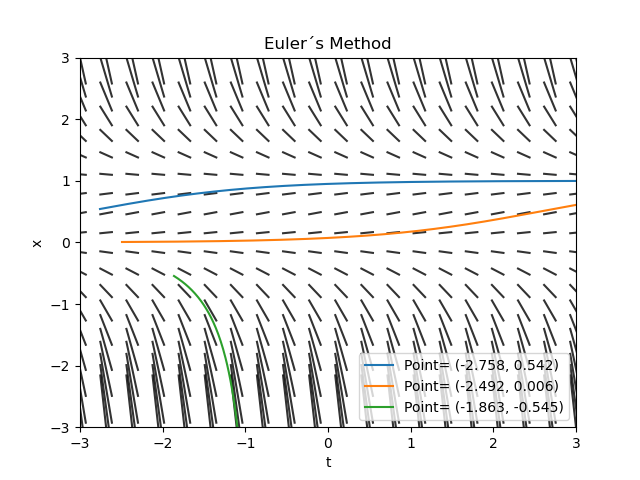 Euler´s Method
3
2
1
0
−1
−2
−3
x
−3 −2 −1 0 1 2 3
t
Point= (-2.758, 0.542)
Point= (-2.492, 0.006)
Point= (-1.863, -0.545)